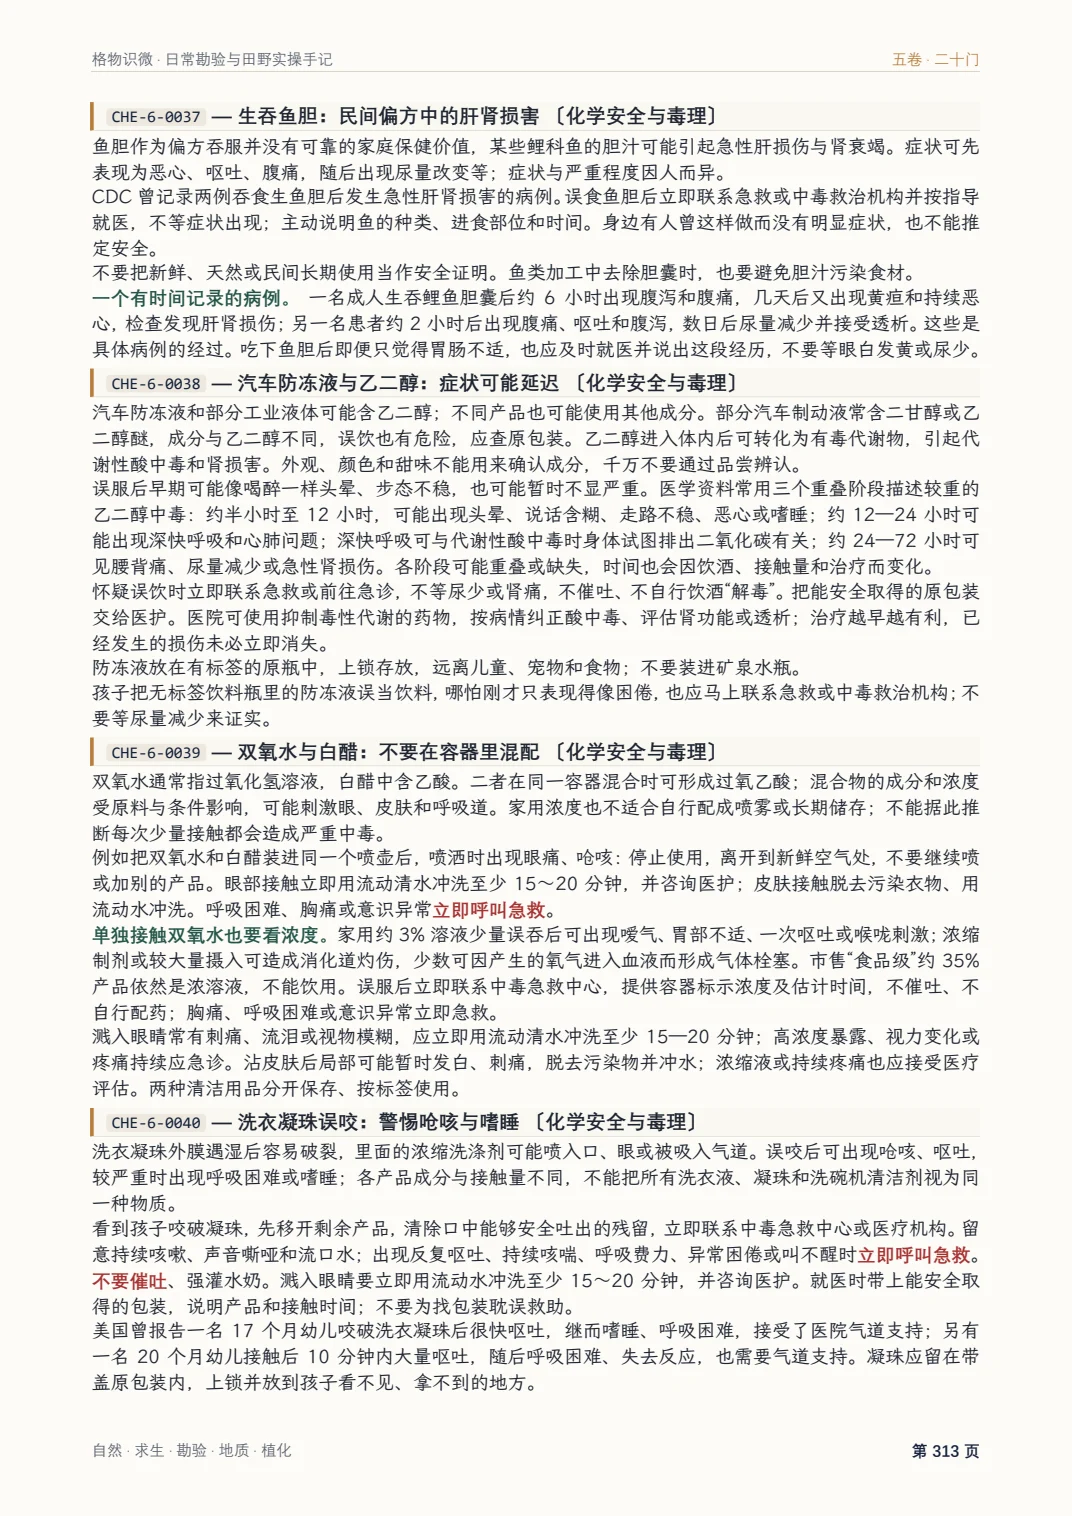 格物识微 · 日常勘验与田野实操手记
五卷 · 二十门
CHE-6-0037 — 生吞鱼胆：民间偏方中的肝肾损害 〔化学安全与毒理〕
鱼胆作为偏方吞服并没有可靠的家庭保健价值，某些鲤科鱼的胆汁可能引起急性肝损伤与肾衰竭。症状可先
表现为恶心、呕吐、腹痛，随后出现尿量改变等；症状与严重程度因人而异。
CDC 曾记录两例吞食生鱼胆后发生急性肝肾损害的病例。误食鱼胆后立即联系急救或中毒救治机构并按指导
就医，不等症状出现；主动说明鱼的种类、进食部位和时间。身边有人曾这样做而没有明显症状，也不能推
定安全。
不要把新鲜、天然或民间长期使用当作安全证明。鱼类加工中去除胆囊时，也要避免胆汁污染食材。
一个有时间记录的病例。 一名成人生吞鲤鱼胆囊后约 6 小时出现腹泻和腹痛，几天后又出现黄疸和持续恶
心，检查发现肝肾损伤；另一名患者约 2 小时后出现腹痛、呕吐和腹泻，数日后尿量减少并接受透析。这些是
具体病例的经过。吃下鱼胆后即便只觉得胃肠不适，也应及时就医并说出这段经历，不要等眼白发黄或尿少。
CHE-6-0038 — 汽车防冻液与乙二醇：症状可能延迟 〔化学安全与毒理〕
汽车防冻液和部分工业液体可能含乙二醇；不同产品也可能使用其他成分。部分汽车制动液常含二甘醇或乙
二醇醚，成分与乙二醇不同，误饮也有危险，应查原包装。乙二醇进入体内后可转化为有毒代谢物，引起代
谢性酸中毒和肾损害。外观、颜色和甜味不能用来确认成分，千万不要通过品尝辨认。
误服后早期可能像喝醉一样头晕、步态不稳，也可能暂时不显严重。医学资料常用三个重叠阶段描述较重的
乙二醇中毒：约半小时至 12 小时，可能出现头晕、说话含糊、走路不稳、恶心或嗜睡；约 12—24 小时可
能出现深快呼吸和心肺问题；深快呼吸可与代谢性酸中毒时身体试图排出二氧化碳有关；约 24—72 小时可
见腰背痛、尿量减少或急性肾损伤。各阶段可能重叠或缺失，时间也会因饮酒、接触量和治疗而变化。
怀疑误饮时立即联系急救或前往急诊，不等尿少或肾痛，不催吐、不自行饮酒“解毒”。把能安全取得的原包装
交给医护。医院可使用抑制毒性代谢的药物，按病情纠正酸中毒、评估肾功能或透析；治疗越早越有利，已
经发生的损伤未必立即消失。
防冻液放在有标签的原瓶中，上锁存放，远离儿童、宠物和食物；不要装进矿泉水瓶。
孩子把无标签饮料瓶里的防冻液误当饮料，哪怕刚才只表现得像困倦，也应马上联系急救或中毒救治机构；不
要等尿量减少来证实。
CHE-6-0039 — 双氧水与白醋：不要在容器里混配 〔化学安全与毒理〕
双氧水通常指过氧化氢溶液，白醋中含乙酸。二者在同一容器混合时可形成过氧乙酸；混合物的成分和浓度
受原料与条件影响，可能刺激眼、皮肤和呼吸道。家用浓度也不适合自行配成喷雾或长期储存；不能据此推
断每次少量接触都会造成严重中毒。
例如把双氧水和白醋装进同一个喷壶后，喷洒时出现眼痛、呛咳：停止使用，离开到新鲜空气处，不要继续喷
或加别的产品。眼部接触立即用流动清水冲洗至少 15～20 分钟，并咨询医护；皮肤接触脱去污染衣物、用
流动水冲洗。呼吸困难、胸痛或意识异常立即呼叫急救。
单独接触双氧水也要看浓度。家用约 3% 溶液少量误吞后可出现嗳气、胃部不适、一次呕吐或喉咙刺激；浓缩
制剂或较大量摄入可造成消化道灼伤，少数可因产生的氧气进入血液而形成气体栓塞。市售“食品级”约 35%
产品依然是浓溶液，不能饮用。误服后立即联系中毒急救中心，提供容器标示浓度及估计时间，不催吐、不
自行配药；胸痛、呼吸困难或意识异常立即急救。
溅入眼睛常有刺痛、流泪或视物模糊，应立即用流动清水冲洗至少 15—20 分钟；高浓度暴露、视力变化或
疼痛持续应急诊。沾皮肤后局部可能暂时发白、刺痛，脱去污染物并冲水；浓缩液或持续疼痛也应接受医疗
评估。两种清洁用品分开保存、按标签使用。
CHE-6-0040 — 洗衣凝珠误咬：警惕呛咳与嗜睡 〔化学安全与毒理〕
洗衣凝珠外膜遇湿后容易破裂，里面的浓缩洗涤剂可能喷入口、眼或被吸入气道。误咬后可出现呛咳、呕吐，
较严重时出现呼吸困难或嗜睡；各产品成分与接触量不同，不能把所有洗衣液、凝珠和洗碗机清洁剂视为同
一种物质。
看到孩子咬破凝珠，先移开剩余产品，清除口中能够安全吐出的残留，立即联系中毒急救中心或医疗机构。留
意持续咳嗽、声音嘶哑和流口水；出现反复呕吐、持续咳喘、呼吸费力、异常困倦或叫不醒时立即呼叫急救。
不要催吐、强灌水奶。溅入眼睛要立即用流动水冲洗至少 15～20 分钟，并咨询医护。就医时带上能安全取
得的包装，说明产品和接触时间；不要为找包装耽误救助。
美国曾报告一名 17 个月幼儿咬破洗衣凝珠后很快呕吐，继而嗜睡、呼吸困难，接受了医院气道支持；另有
一名 20 个月幼儿接触后 10 分钟内大量呕吐，随后呼吸困难、失去反应，也需要气道支持。凝珠应留在带
盖原包装内，上锁并放到孩子看不见、拿不到的地方。
自然 · 求生 · 勘验 · 地质 · 植化
第 313 页